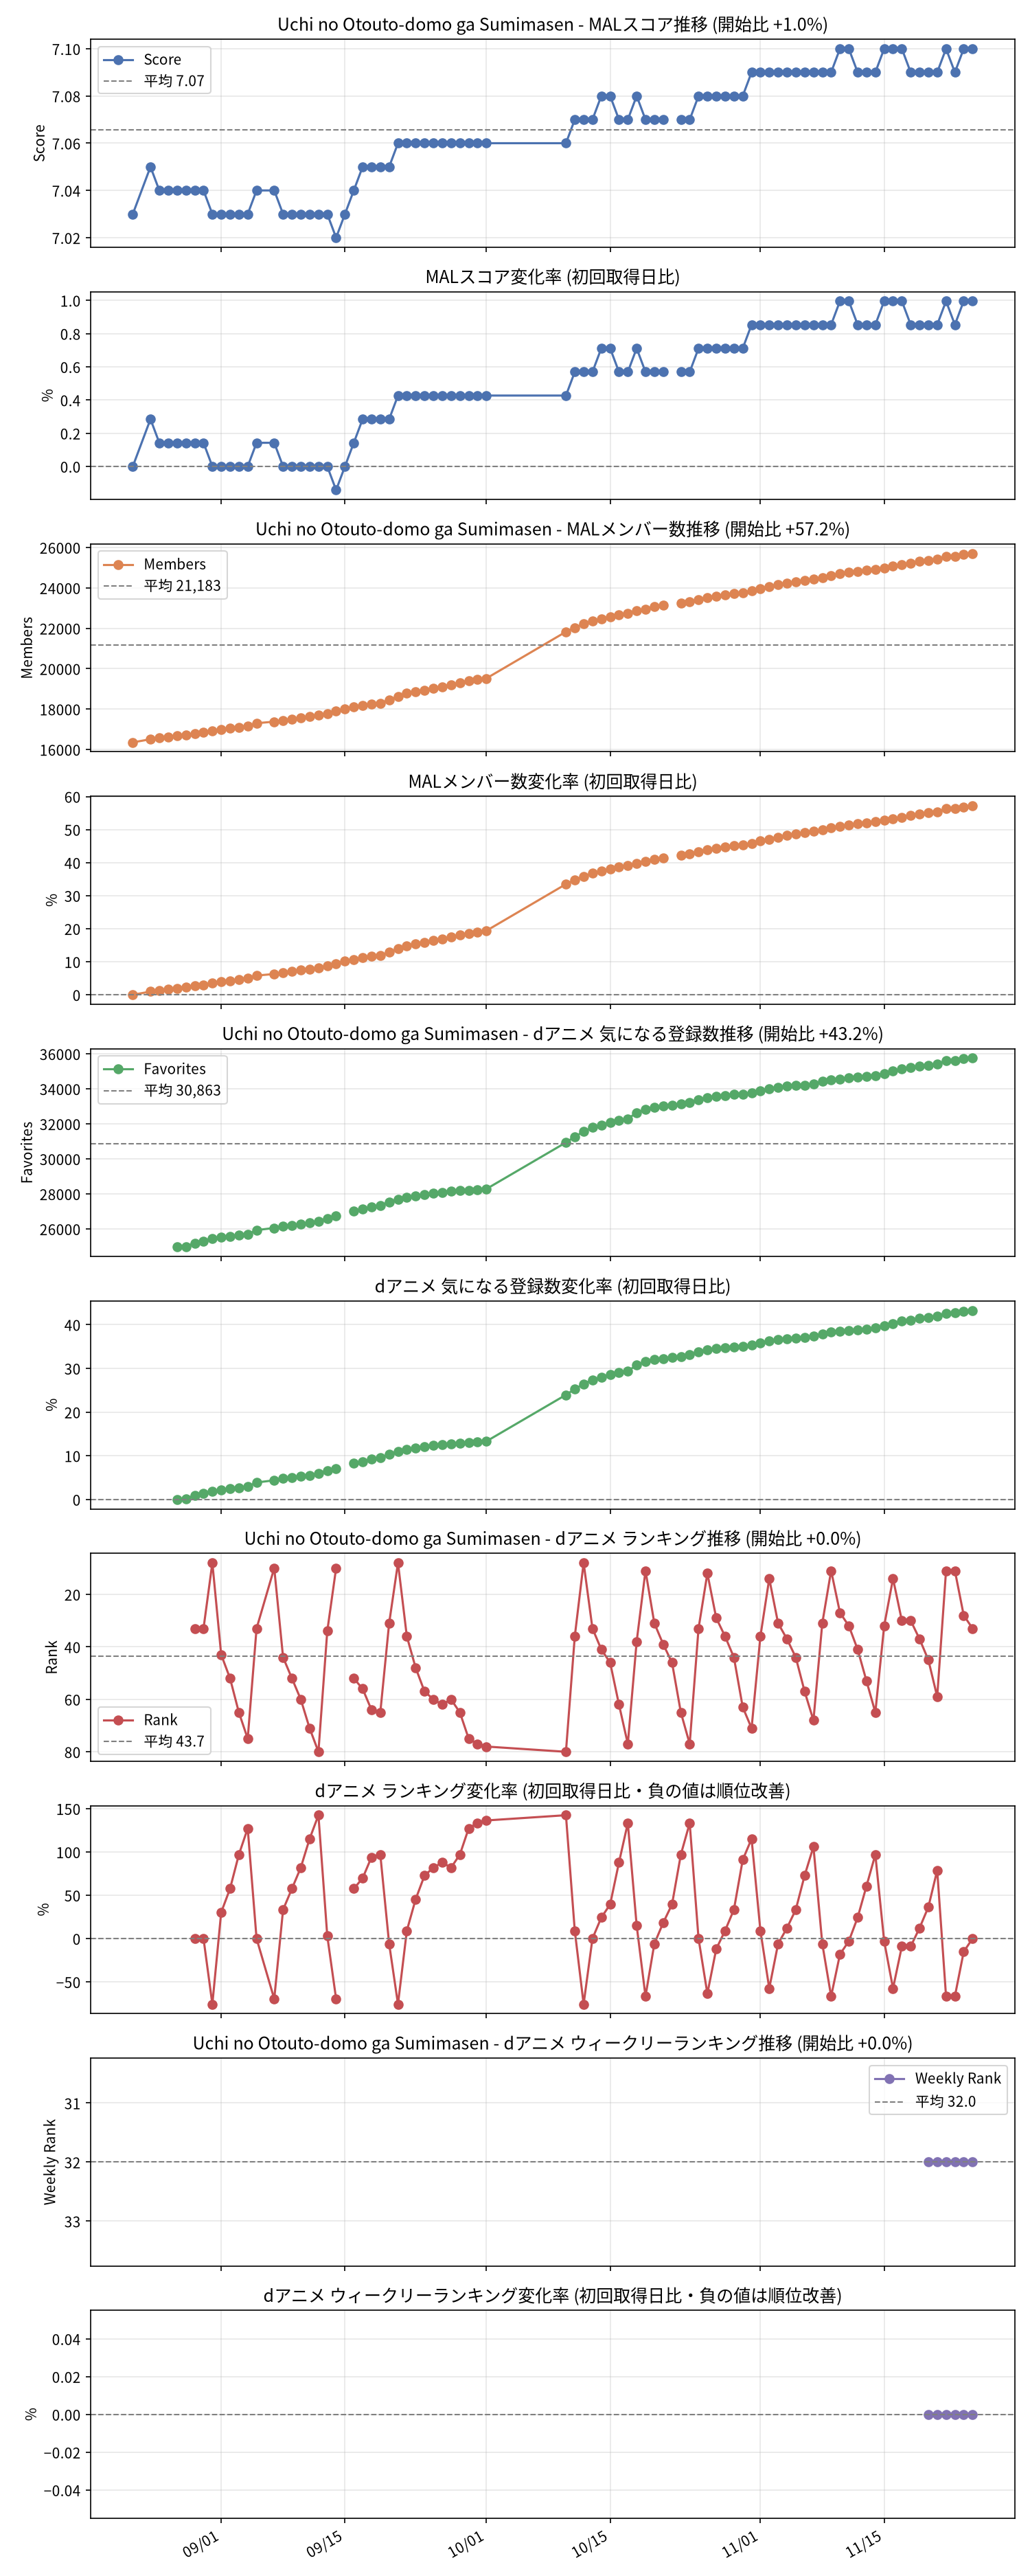 Uchi no Otouto-domo ga Sumimasen - MALスコア推移 (開始比 +1.0%)
7.10
7.08
7.06
7.04
7.02
Score
Score
平均 7.07
MALスコア変化率 (初回取得日比)
1.0
0.8
0.6
0.4
0.2
0.0
%
Uchi no Otouto-domo ga Sumimasen - MALメンバー数推移 (開始比 +57.2%)
26000
24000
22000
20000
18000
16000
Members
Members
平均 21,183
MALメンバー数変化率 (初回取得日比)
60
50
40
30
20
10
0
%
Uchi no Otouto-domo ga Sumimasen - dアニメ 気になる登録数推移 (開始比 +43.2%)
36000
34000
32000
30000
28000
26000
Favorites
Favorites
平均 30,863
dアニメ 気になる登録数変化率 (初回取得日比)
40
30
20
10
0
%
Uchi no Otouto-domo ga Sumimasen - dアニメ ランキング推移 (開始比 +0.0%)
20
40
60
80
Rank
Rank
平均 43.7
dアニメ ランキング変化率 (初回取得日比・負の値は順位改善)
150
100
50
0
−50
%
Uchi no Otouto-domo ga Sumimasen - dアニメ ウィークリーランキング推移 (開始比 +0.0%)
31
32
33
Weekly Rank
Weekly Rank
平均 32.0
dアニメ ウィークリーランキング変化率 (初回取得日比・負の値は順位改善)
0.04
0.02
0.00
−0.02
−0.04
%
09/01
09/15
10/01
10/15
11/01
11/15